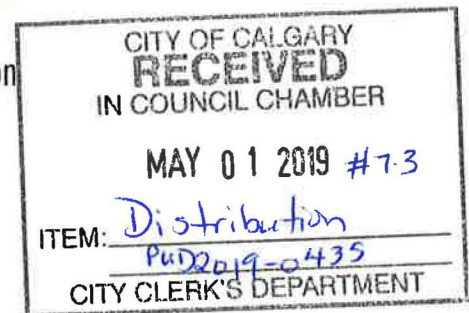 on
CITY OF CALGARY
RECEIVED
IN COUNCIL CHAMBER
MAY 01 2019 #7.3
ITEM: Distribution
PUD2019-0435
CITY CLERK'S DEPARTMENT